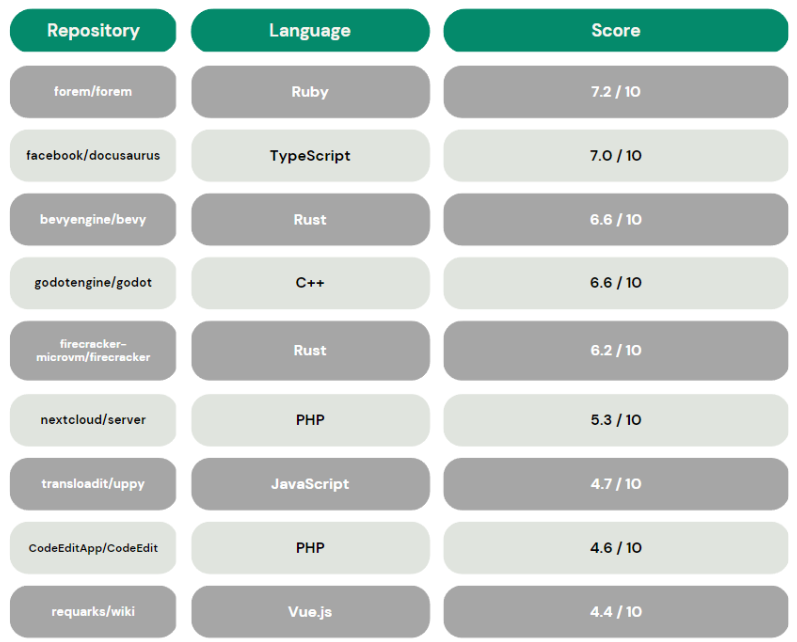 Repository Language Score
forem/forem Ruby 7.2 / 10
facebook/docusaurus TypeScript 7.0 / 10
bevyengine/bevy Rust 6.6 / 10
godotengine/godot C++ 6.6 / 10
firecracker-
microvm/firecracker Rust 6.2 / 10
nextcloud/server PHP 5.3 / 10
transloadit/uppy JavaScript 4.7 / 10
CodeEditApp/CodeEdit PHP 4.6 / 10
requarks/wiki Vue.js 4.4 / 10